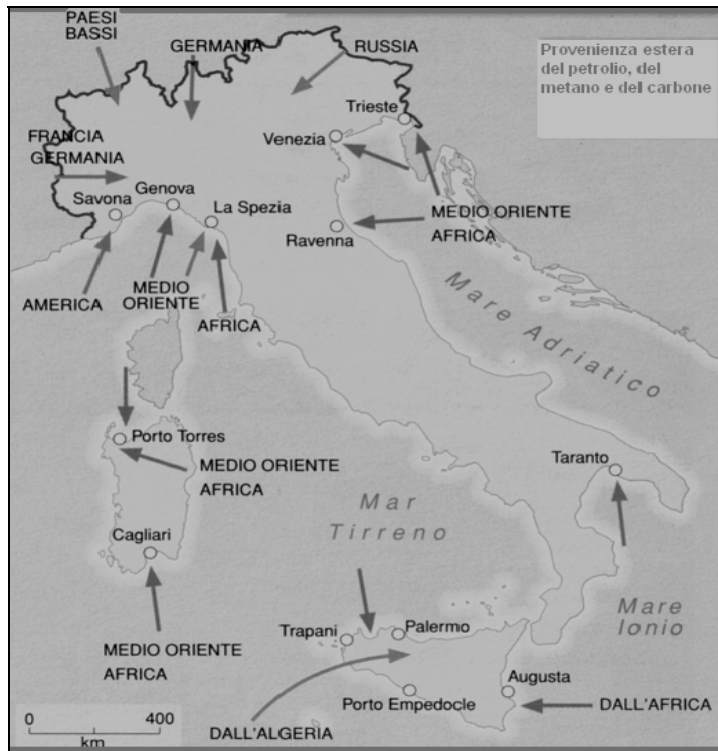 PAESI
BASSI
GERMANIA
RUSSIA
Provenienza estera
del petrolio, del
metano e del carbone
Trieste
Venezia
FRANCIA
GERMANIA
Savona
Genova
La Spezia
Ravenna
MEDIO ORIENTE
AFRICA
AMERICA
MEDIO
ORIENTE
AFRICA
Mare Adriatico
Porto Torres
MEDIO ORIENTE
AFRICA
Taranto
Mar
Tirreno
Cagliari
Mare
Ionio
Trapani
Palermo
MEDIO ORIENTE
AFRICA
Augusta
Porto Empedocle
DALL'AFRICA
0 400
km
DALL'ALGERIA